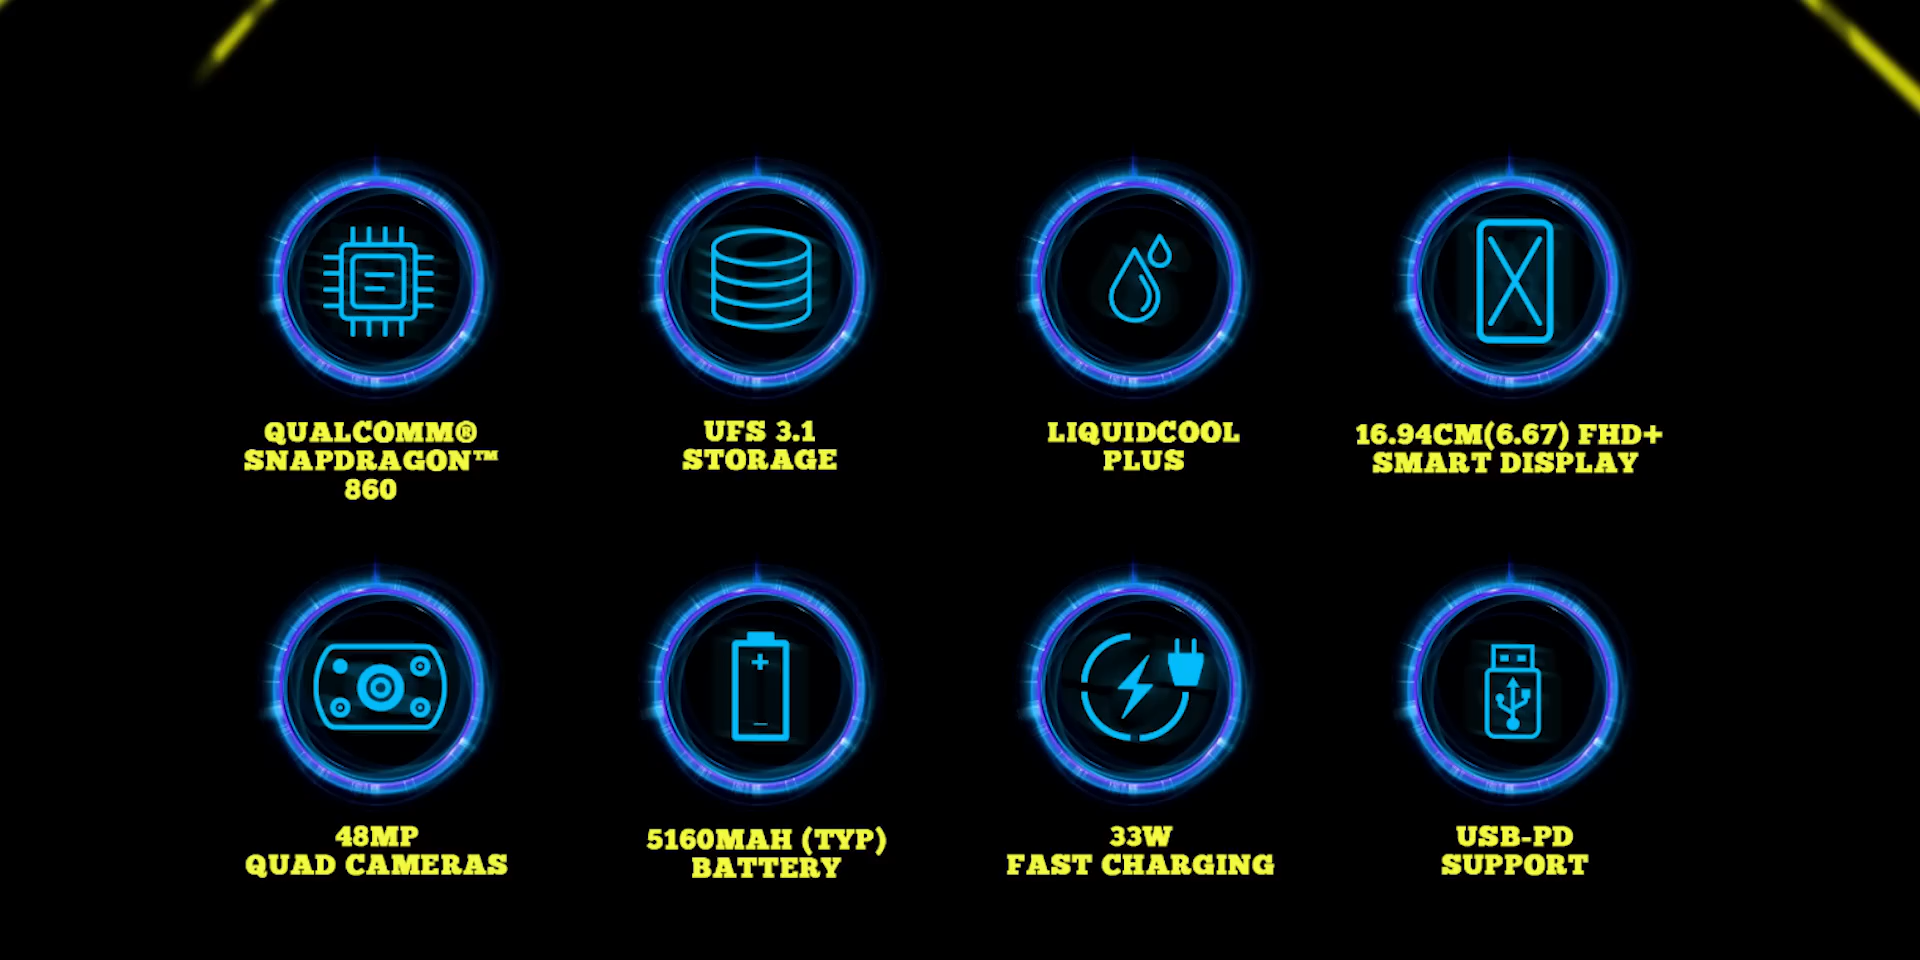 QUALCOMM®
SNAPDRAGON™
860
UFS 3.1
STORAGE
LIQUIDCOOL
PLUS
16.94CM(6.67) FHD+
SMART DISPLAY
48MP
QUAD CAMERAS
5160MAH (TYP)
BATTERY
33W
FAST CHARGING
USB-PD
SUPPORT